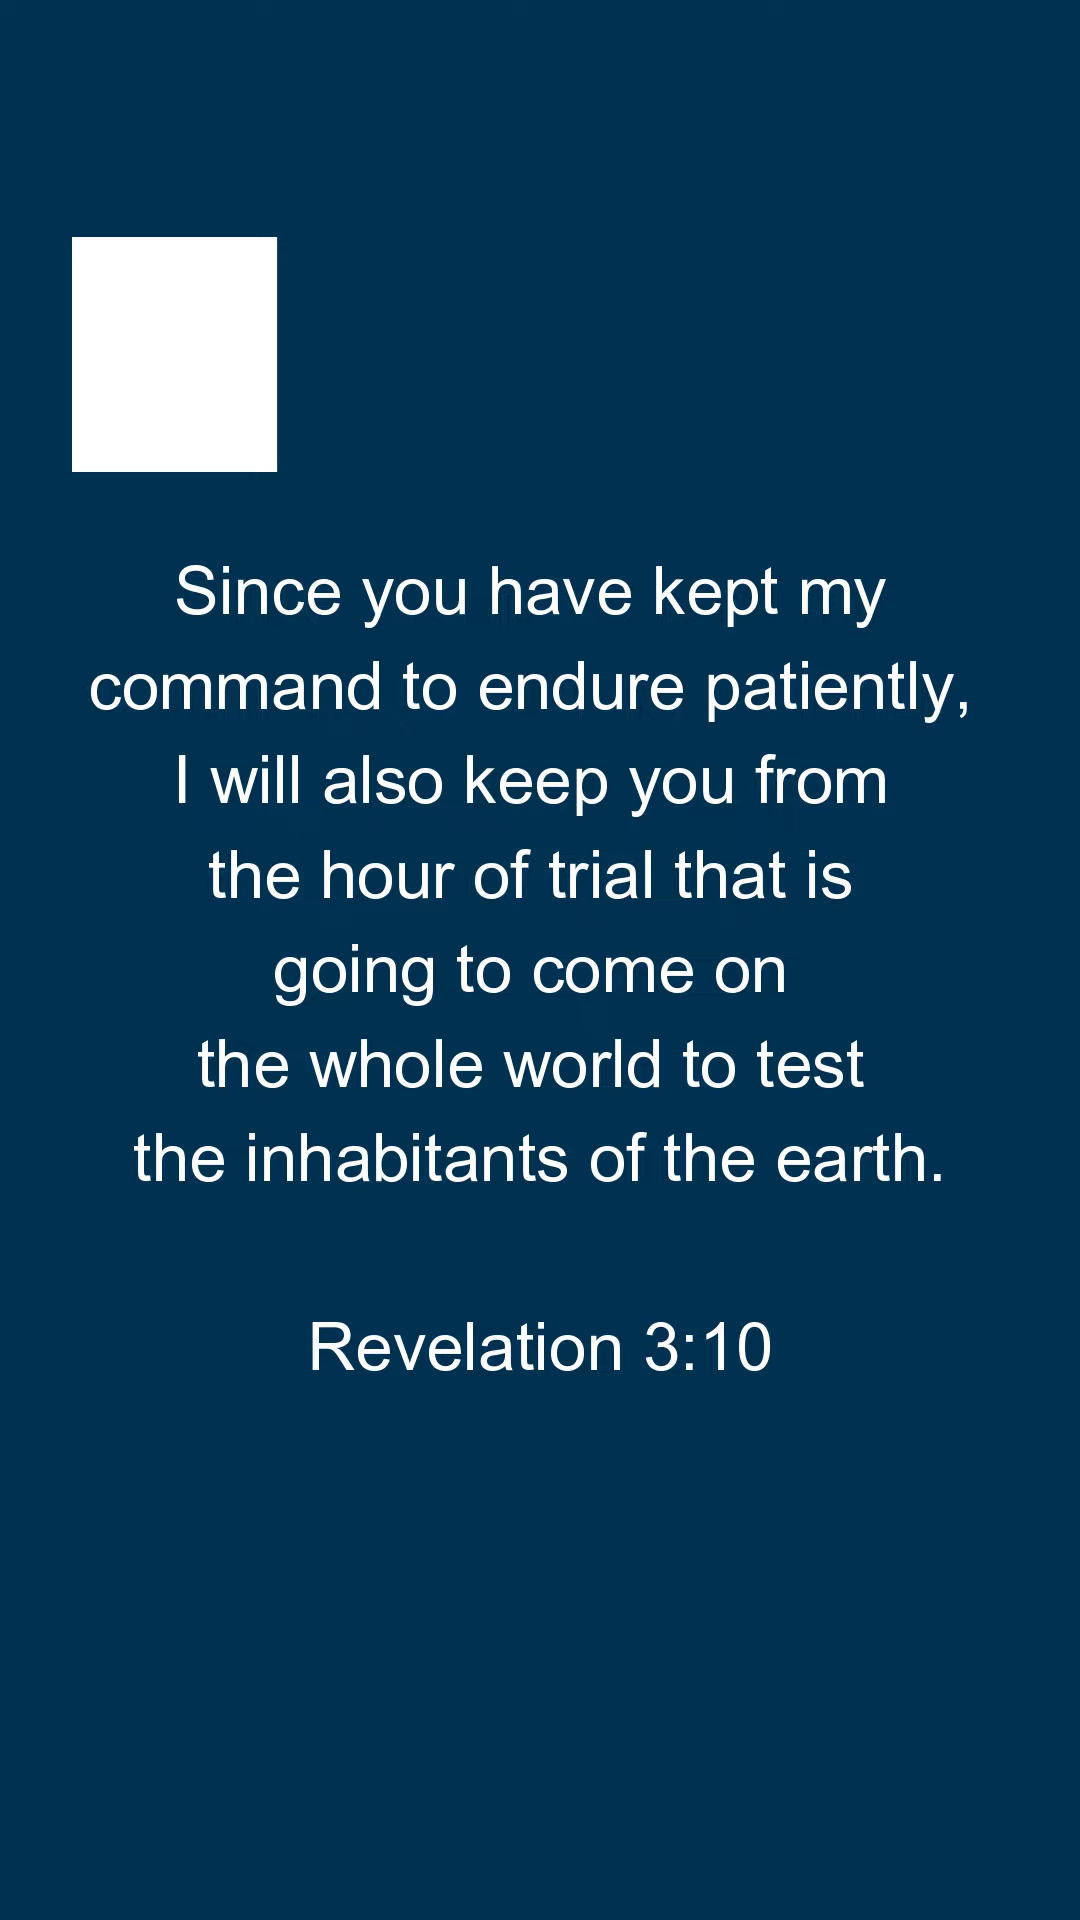 Since you have kept my
command to endure patiently,
I will also keep you from
the hour of trial that is
going to come on
the whole world to test
the inhabitants of the earth.
Revelation 3:10